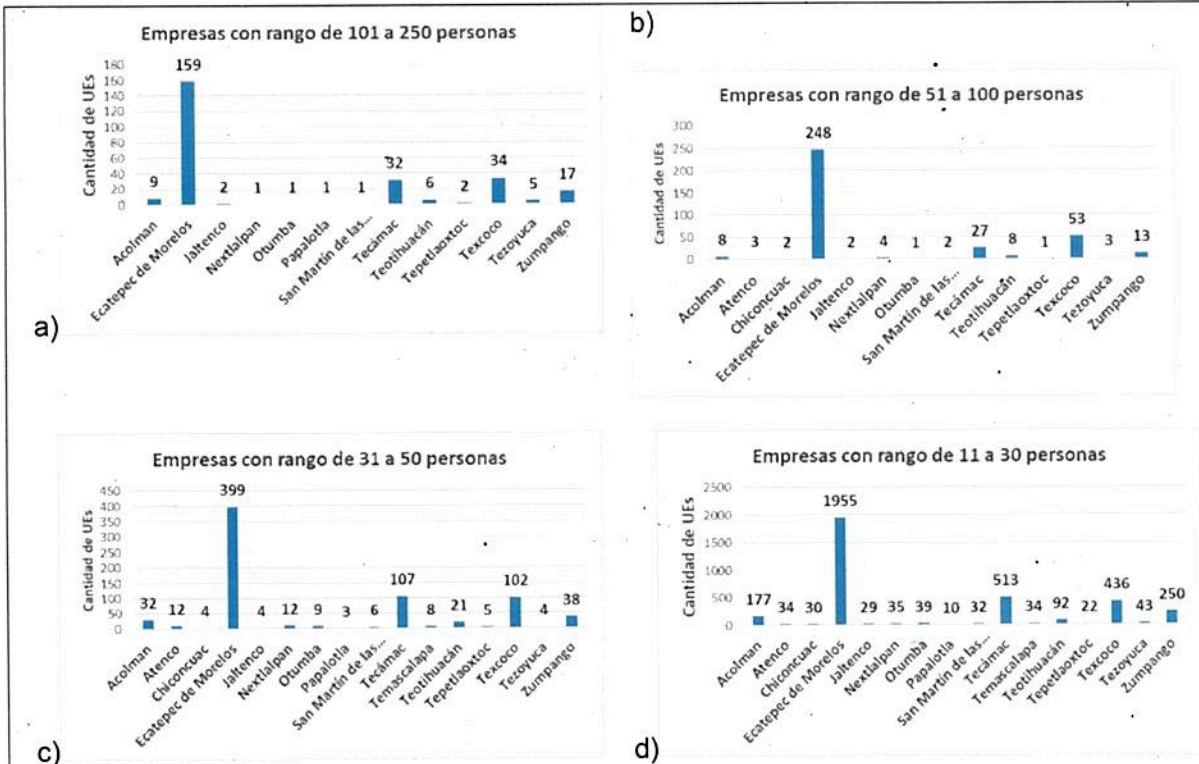 Empresas con rango de 101 a 250 personas
Cantidad de UEs
180
160
140
120
100
80
60
40
20
0
9
159
2
1
1
1
1
32
6
2
34
5
17
Acolman
Ecatepec de Morelos
Jaltenco
Nextlalpan
Otumba
Papalotla
San Martín de las...
Tecámac
Teotihuacán
Tepetlaoxtoc
Texcoco
Tezoyuca
Zumpango
a)
b)
Empresas con rango de 51 a 100 personas
Cantidad de UEs
300
250
200
150
100
50
0
8
3
2
248
2
4
1
2
27
8
1
53
3
13
Acolman
Atenco
Chiconcuac
Ecatepec de Morelos
Jaltenco
Nextlalpan
Otumba
San Martín de las...
Tecámac
Teotihuacán
Tepetlaoxtoc
Texcoco
Tezoyuca
Zumpango
Empresas con rango de 31 a 50 personas
Cantidad de UEs
450
400
350
300
250
200
150
100
50
0
32
12
4
399
4
12
9
3
6
107
8
21
5
102
4
38
Acolman
Atenco
Chiconcuac
Ecatepec de Morelos
Jaltenco
Nextlalpan
Otumba
Papalotla
San Martín de las...
Tecámac
Temascalapa
Teotihuacán
Tepetlaoxtoc
Texcoco
Tezoyuca
Zumpango
c)
Empresas con rango de 11 a 30 personas
Cantidad de UEs
2500
2000
1500
1000
500
0
177
34
30
1955
29
35
39
10
32
513
34
92
22
436
43
250
Acolman
Atenco
Chiconcuac
Ecatepec de Morelos
Jaltenco
Nextlalpan
Otumba
Papalotla
San Martín de las...
Tecámac
Temascalapa
Teotihuacán
Tepetlaoxtoc
Texcoco
Tezoyuca
Zumpango
d)